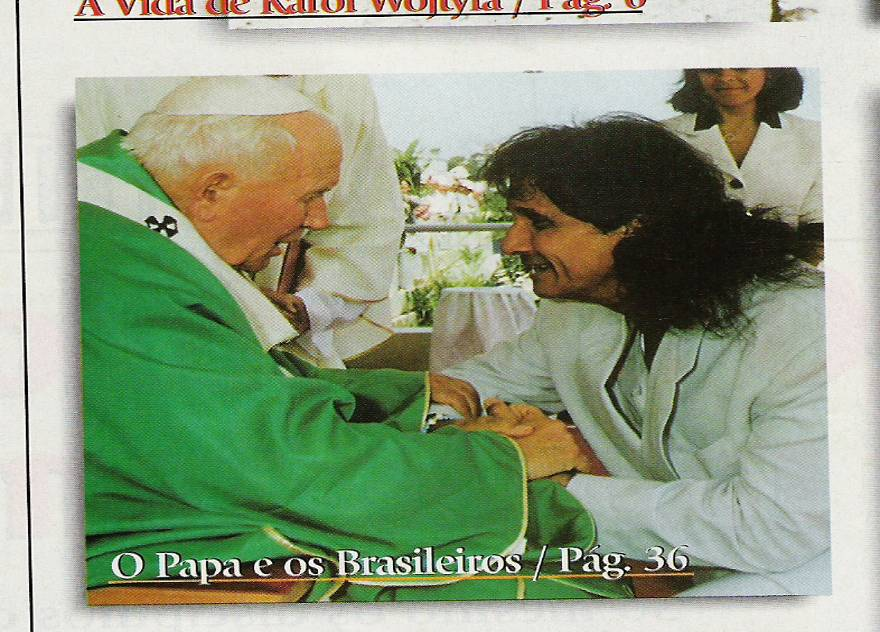 A Vida de Karol Wojtyla / Pág. 6
O Papa e os Brasileiros / Pág. 36